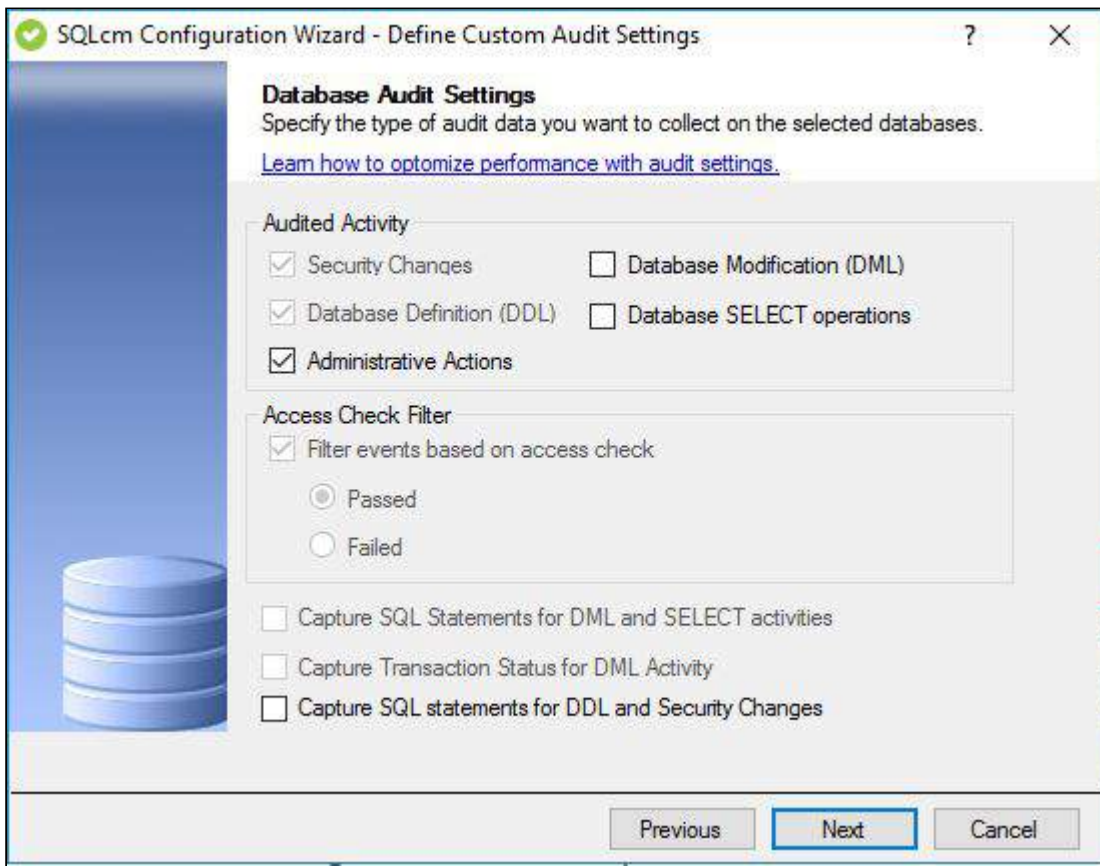 SQLcm Configuration Wizard - Define Custom Audit Settings ?
Database Audit Settings
Specify the type of audit data you want to collect on the selected databases.
Learn how to optomize performance with audit settings.
Audited Activity
Security Changes
Database Modification (DML)
Database Definition (DDL)
Database SELECT operations
Administrative Actions
Access Check Filter
Filter events based on access check
Passed
Failed
Capture SQL Statements for DML and SELECT activities
Capture Transaction Status for DML Activity
Capture SQL statements for DDL and Security Changes
Previous
Next
Cancel